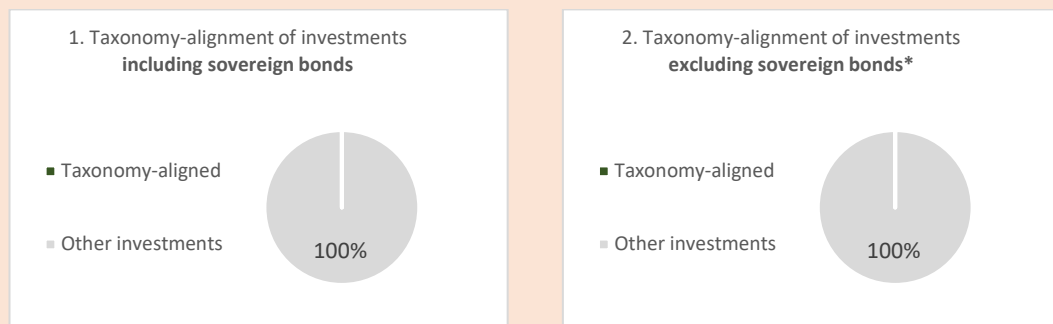 1. Taxonomy-alignment of investments
including sovereign bonds
Taxonomy-aligned
Other investments
100%
2. Taxonomy-alignment of investments
excluding sovereign bonds*
Taxonomy-aligned
Other investments
100%